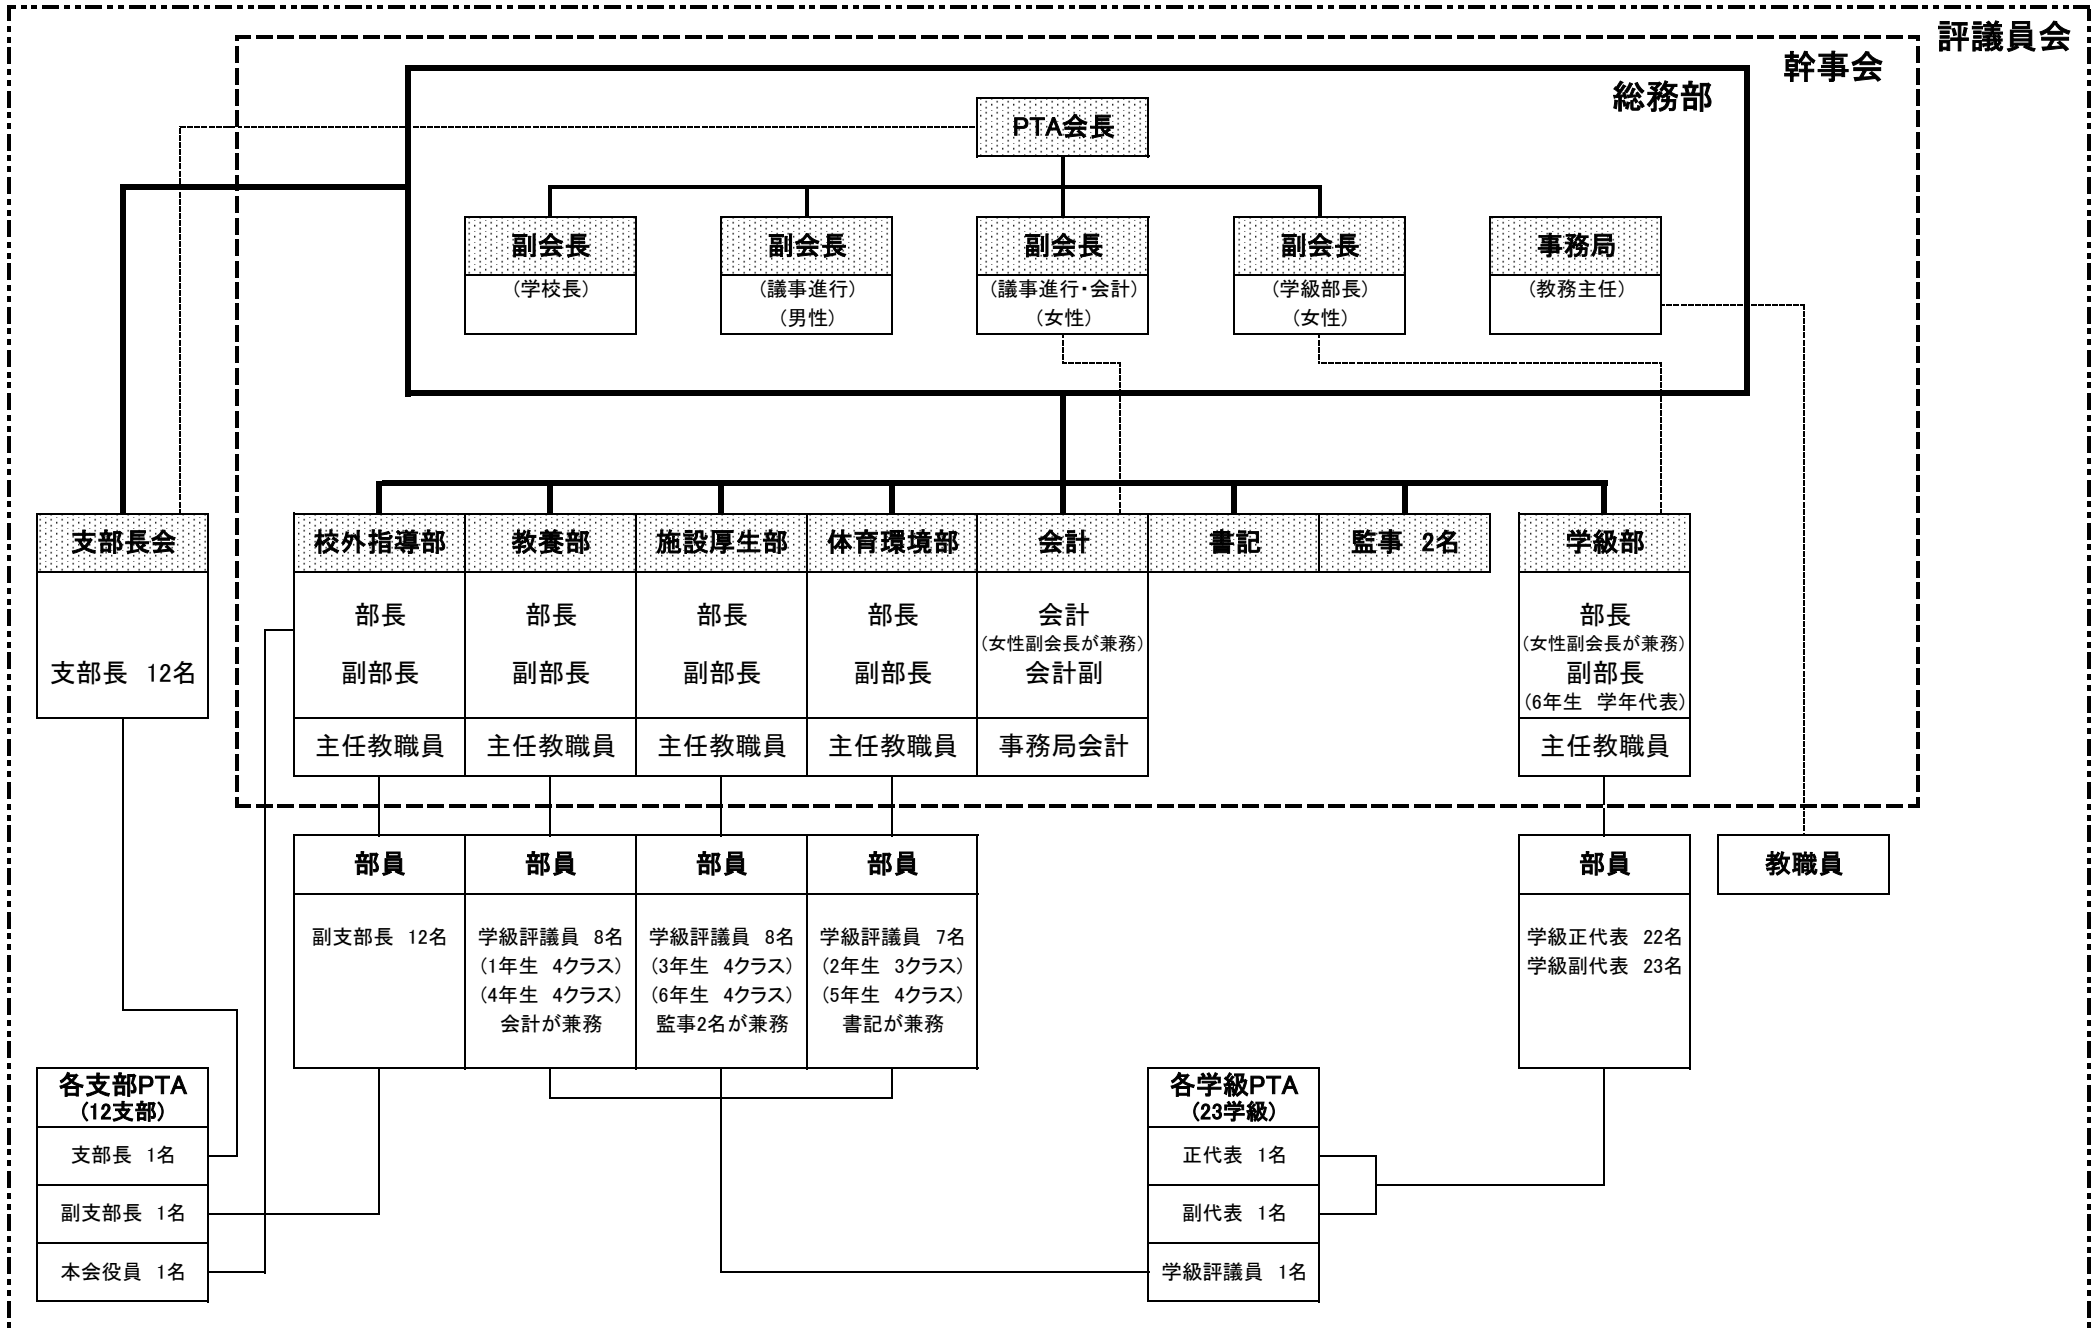 評議員会
幹事会
総務部
PTA会長
副会長
(学校長)
副会長
(議事進行)
(男性)
副会長
(議事進行・会計)
(女性)
副会長
(学級部長)
(女性)
事務局
(教務主任)
支部長会
支部長 12名
校外指導部
部長
副部長
主任教職員
教養部
部長
副部長
主任教職員
施設厚生部
部長
副部長
主任教職員
体育環境部
部長
副部長
主任教職員
会計
会計
(女性副会長が兼務)
会計副
事務局会計
書記
監事 2名
学級部
部長
(女性副会長が兼務)
副部長
(6年生 学年代表)
主任教職員
部員
副支部長 12名
部員
学級評議員 8名
(1年生 4クラス)
(4年生 4クラス)
会計が兼務
部員
学級評議員 8名
(3年生 4クラス)
(6年生 4クラス)
監事2名が兼務
部員
学級評議員 7名
(2年生 3クラス)
(5年生 4クラス)
書記が兼務
部員
学級正代表 22名
学級副代表 23名
教職員
各支部PTA
(12支部)
支部長 1名
副支部長 1名
本会役員 1名
各学級PTA
(23学級)
正代表 1名
副代表 1名
学級評議員 1名